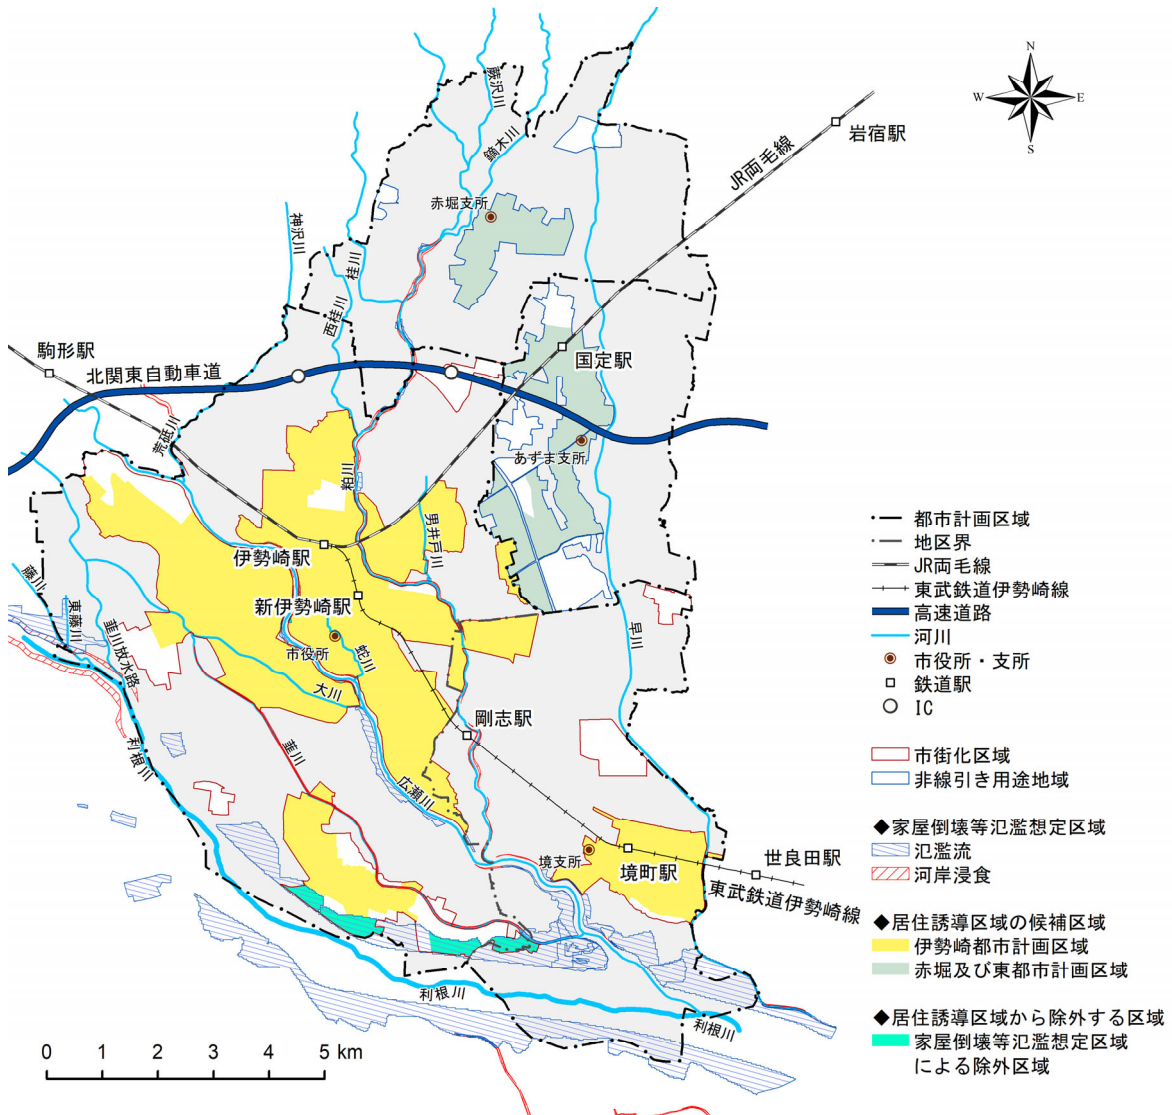 蕨沢川
鏑木川
N
W
E
S
岩宿駅
JR両毛線
赤堀支所
神沢川
桂川
西桂川
駒形駅
北関東自動車道
国定駅
荒砥川
あずま支所
粕川
男井戸川
伊勢崎駅
藤川
東藤川
韮川放水路
新伊勢崎駅
市役所
蛇川
早川
大川
剛志駅
利根川
韮川
広瀬川
境支所
境町駅
世良田駅
東武鉄道伊勢崎線
利根川
利根川
0 1 2 3 4 5 km
都市計画区域
地区界
JR両毛線
東武鉄道伊勢崎線
高速道路
河川
市役所・支所
鉄道駅
IC
市街化区域
非線引き用途地域
◆家屋倒壊等氾濫想定区域
氾濫流
河岸浸食
◆居住誘導区域の候補区域
伊勢崎都市計画区域
赤堀及び東都市計画区域
◆居住誘導区域から除外する区域
家屋倒壊等氾濫想定区域
による除外区域